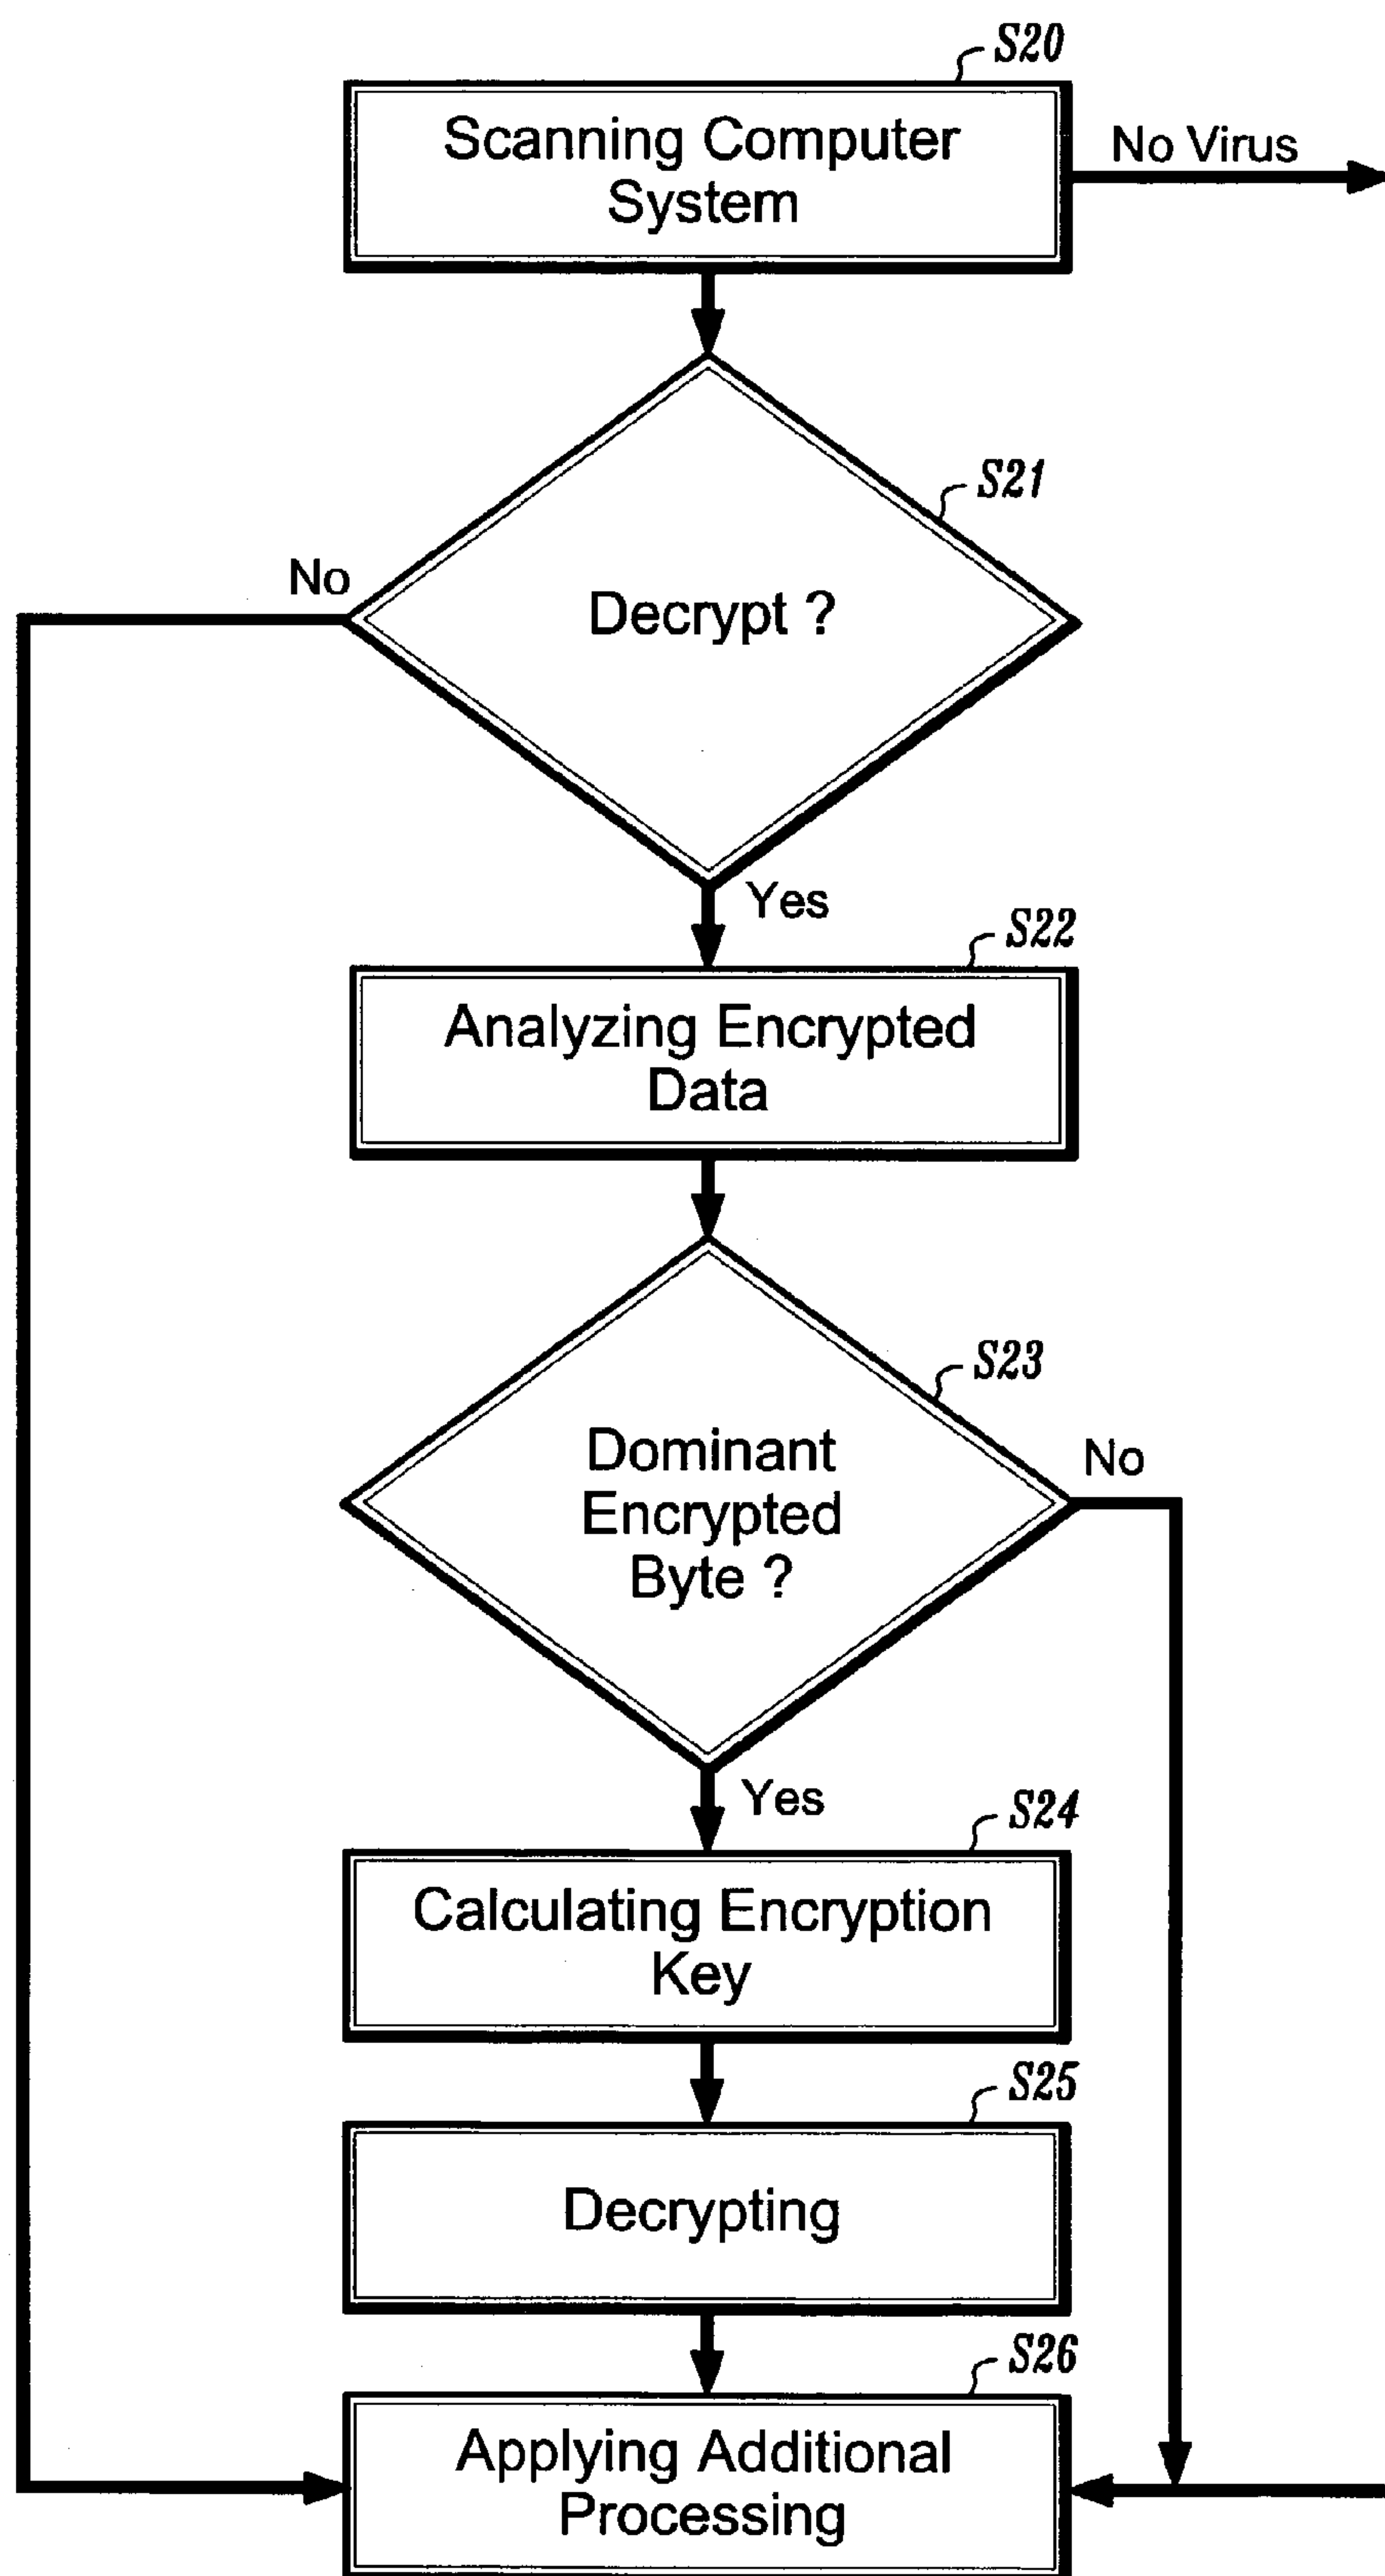 S20
Scanning Computer
System
No Virus
S21
No
Decrypt ?
Yes
S22
Analyzing Encrypted
Data
S23
Dominant
Encrypted
Byte ?
No
Yes
S24
Calculating Encryption
Key
S25
Decrypting
S26
Applying Additional
Processing